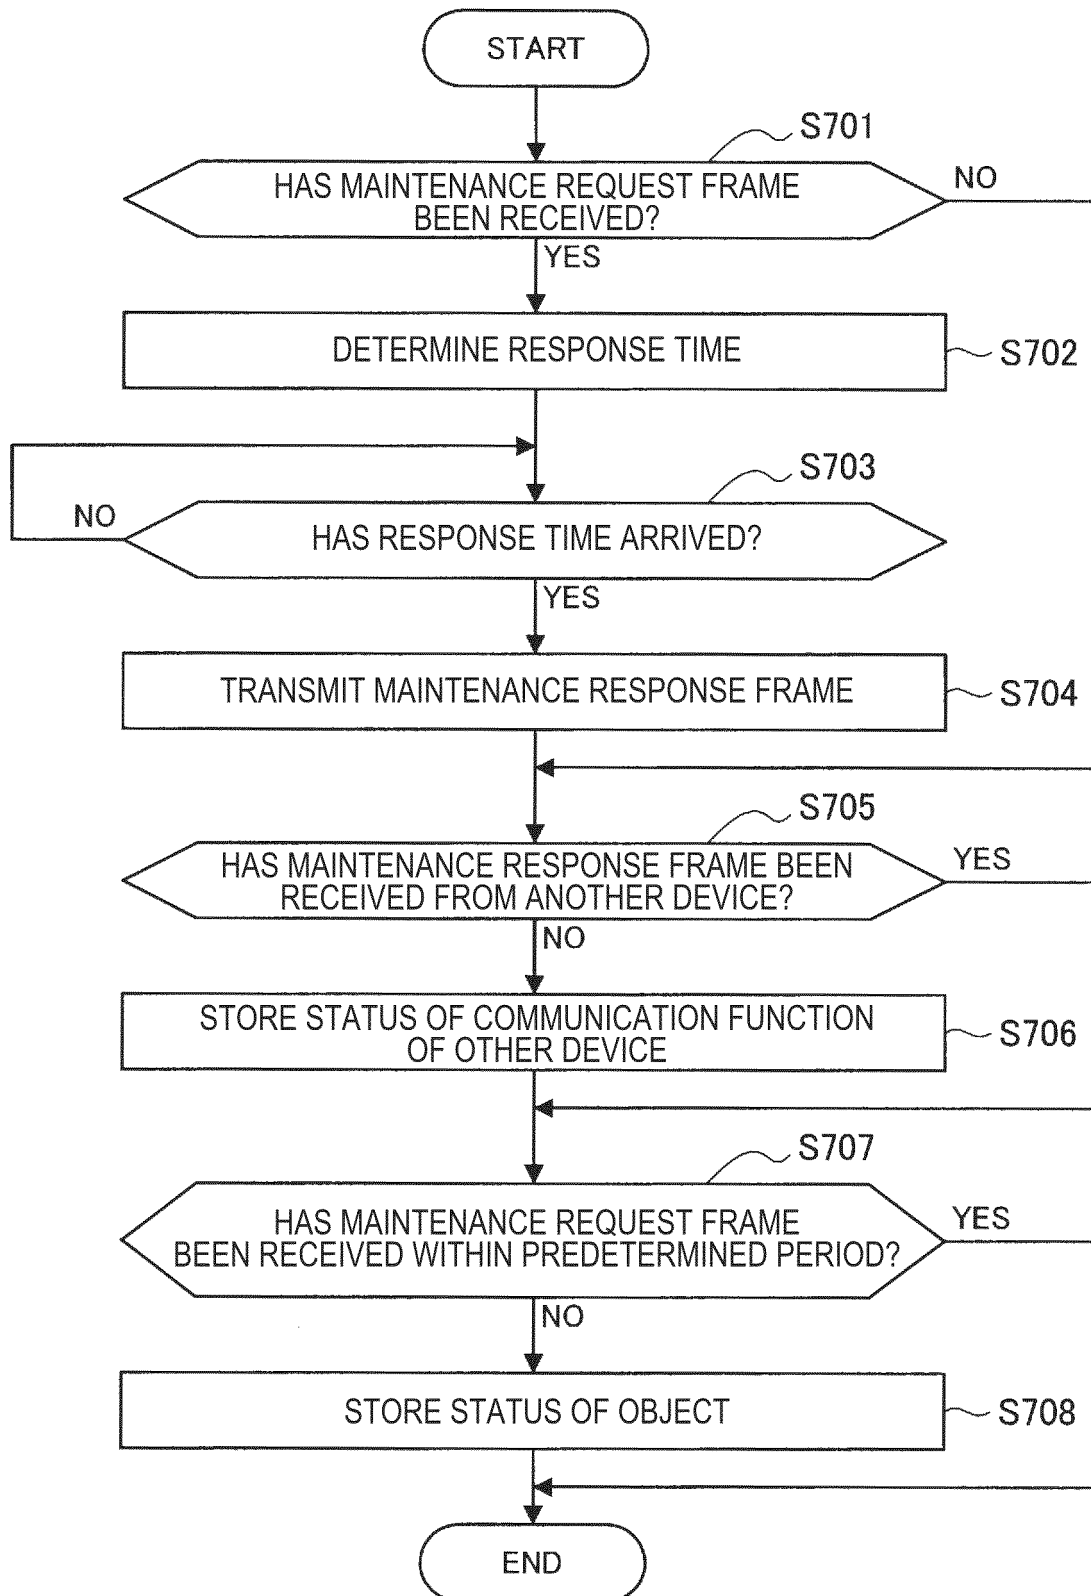 START
S701
HAS MAINTENANCE REQUEST FRAME
BEEN RECEIVED?
NO
YES
DETERMINE RESPONSE TIME
S702
S703
NO
HAS RESPONSE TIME ARRIVED?
YES
TRANSMIT MAINTENANCE RESPONSE FRAME
S704
S705
HAS MAINTENANCE RESPONSE FRAME BEEN
RECEIVED FROM ANOTHER DEVICE?
YES
NO
STORE STATUS OF COMMUNICATION FUNCTION
OF OTHER DEVICE
S706
S707
HAS MAINTENANCE REQUEST FRAME
BEEN RECEIVED WITHIN PREDETERMINED PERIOD?
YES
NO
STORE STATUS OF OBJECT
S708
END